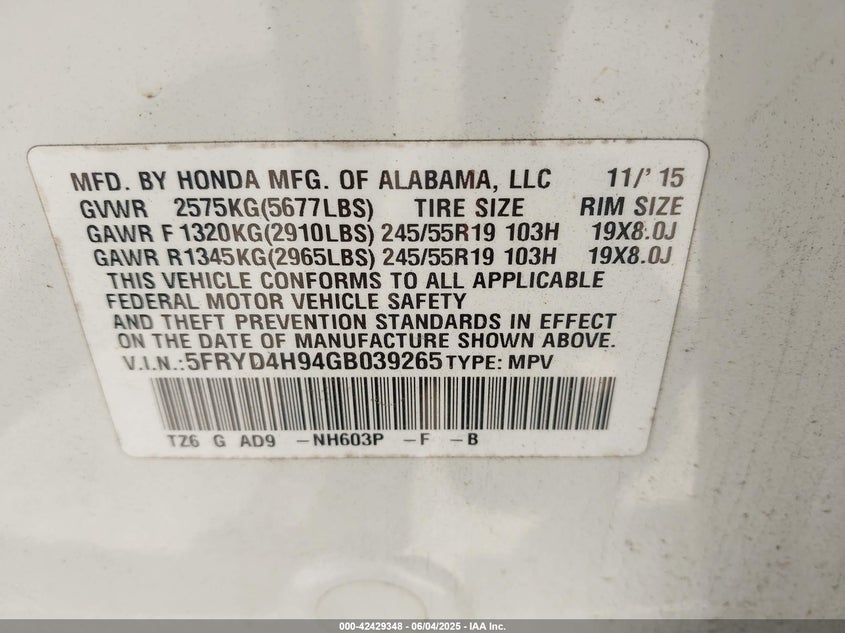 MFD. BY HONDA MFG. OF ALABAMA, LLC 11/' 15
GVWR 2575KG(5677LBS) TIRE SIZE RIM SIZE
GAWR F 1320KG(2910LBS) 245/55R19 103H 19X8.0J
GAWR R1345KG(2965LBS) 245/55R19 103H 19X8.0J
THIS VEHICLE CONFORMS TO ALL APPLICABLE
FEDERAL MOTOR VEHICLE SAFETY
AND THEFT PREVENTION STANDARDS IN EFFECT
ON THE DATE OF MANUFACTURE SHOWN ABOVE.
V.I.N.:5FRYD4H94GB039265 TYPE: MPV
TZ6 G AD9 -NH603P -F -B
000-42429348 - 06/04/2025 - IAA Inc.